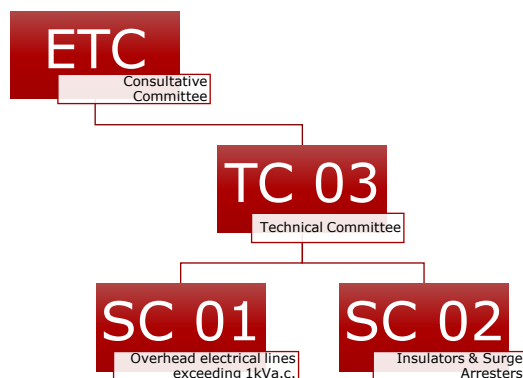 ETC
Consultative
Committee
TC 03
Technical Committee
SC 01
Overhead electrical lines
exceeding 1kVa.c.
SC 02
Insulators & Surge
Arresters